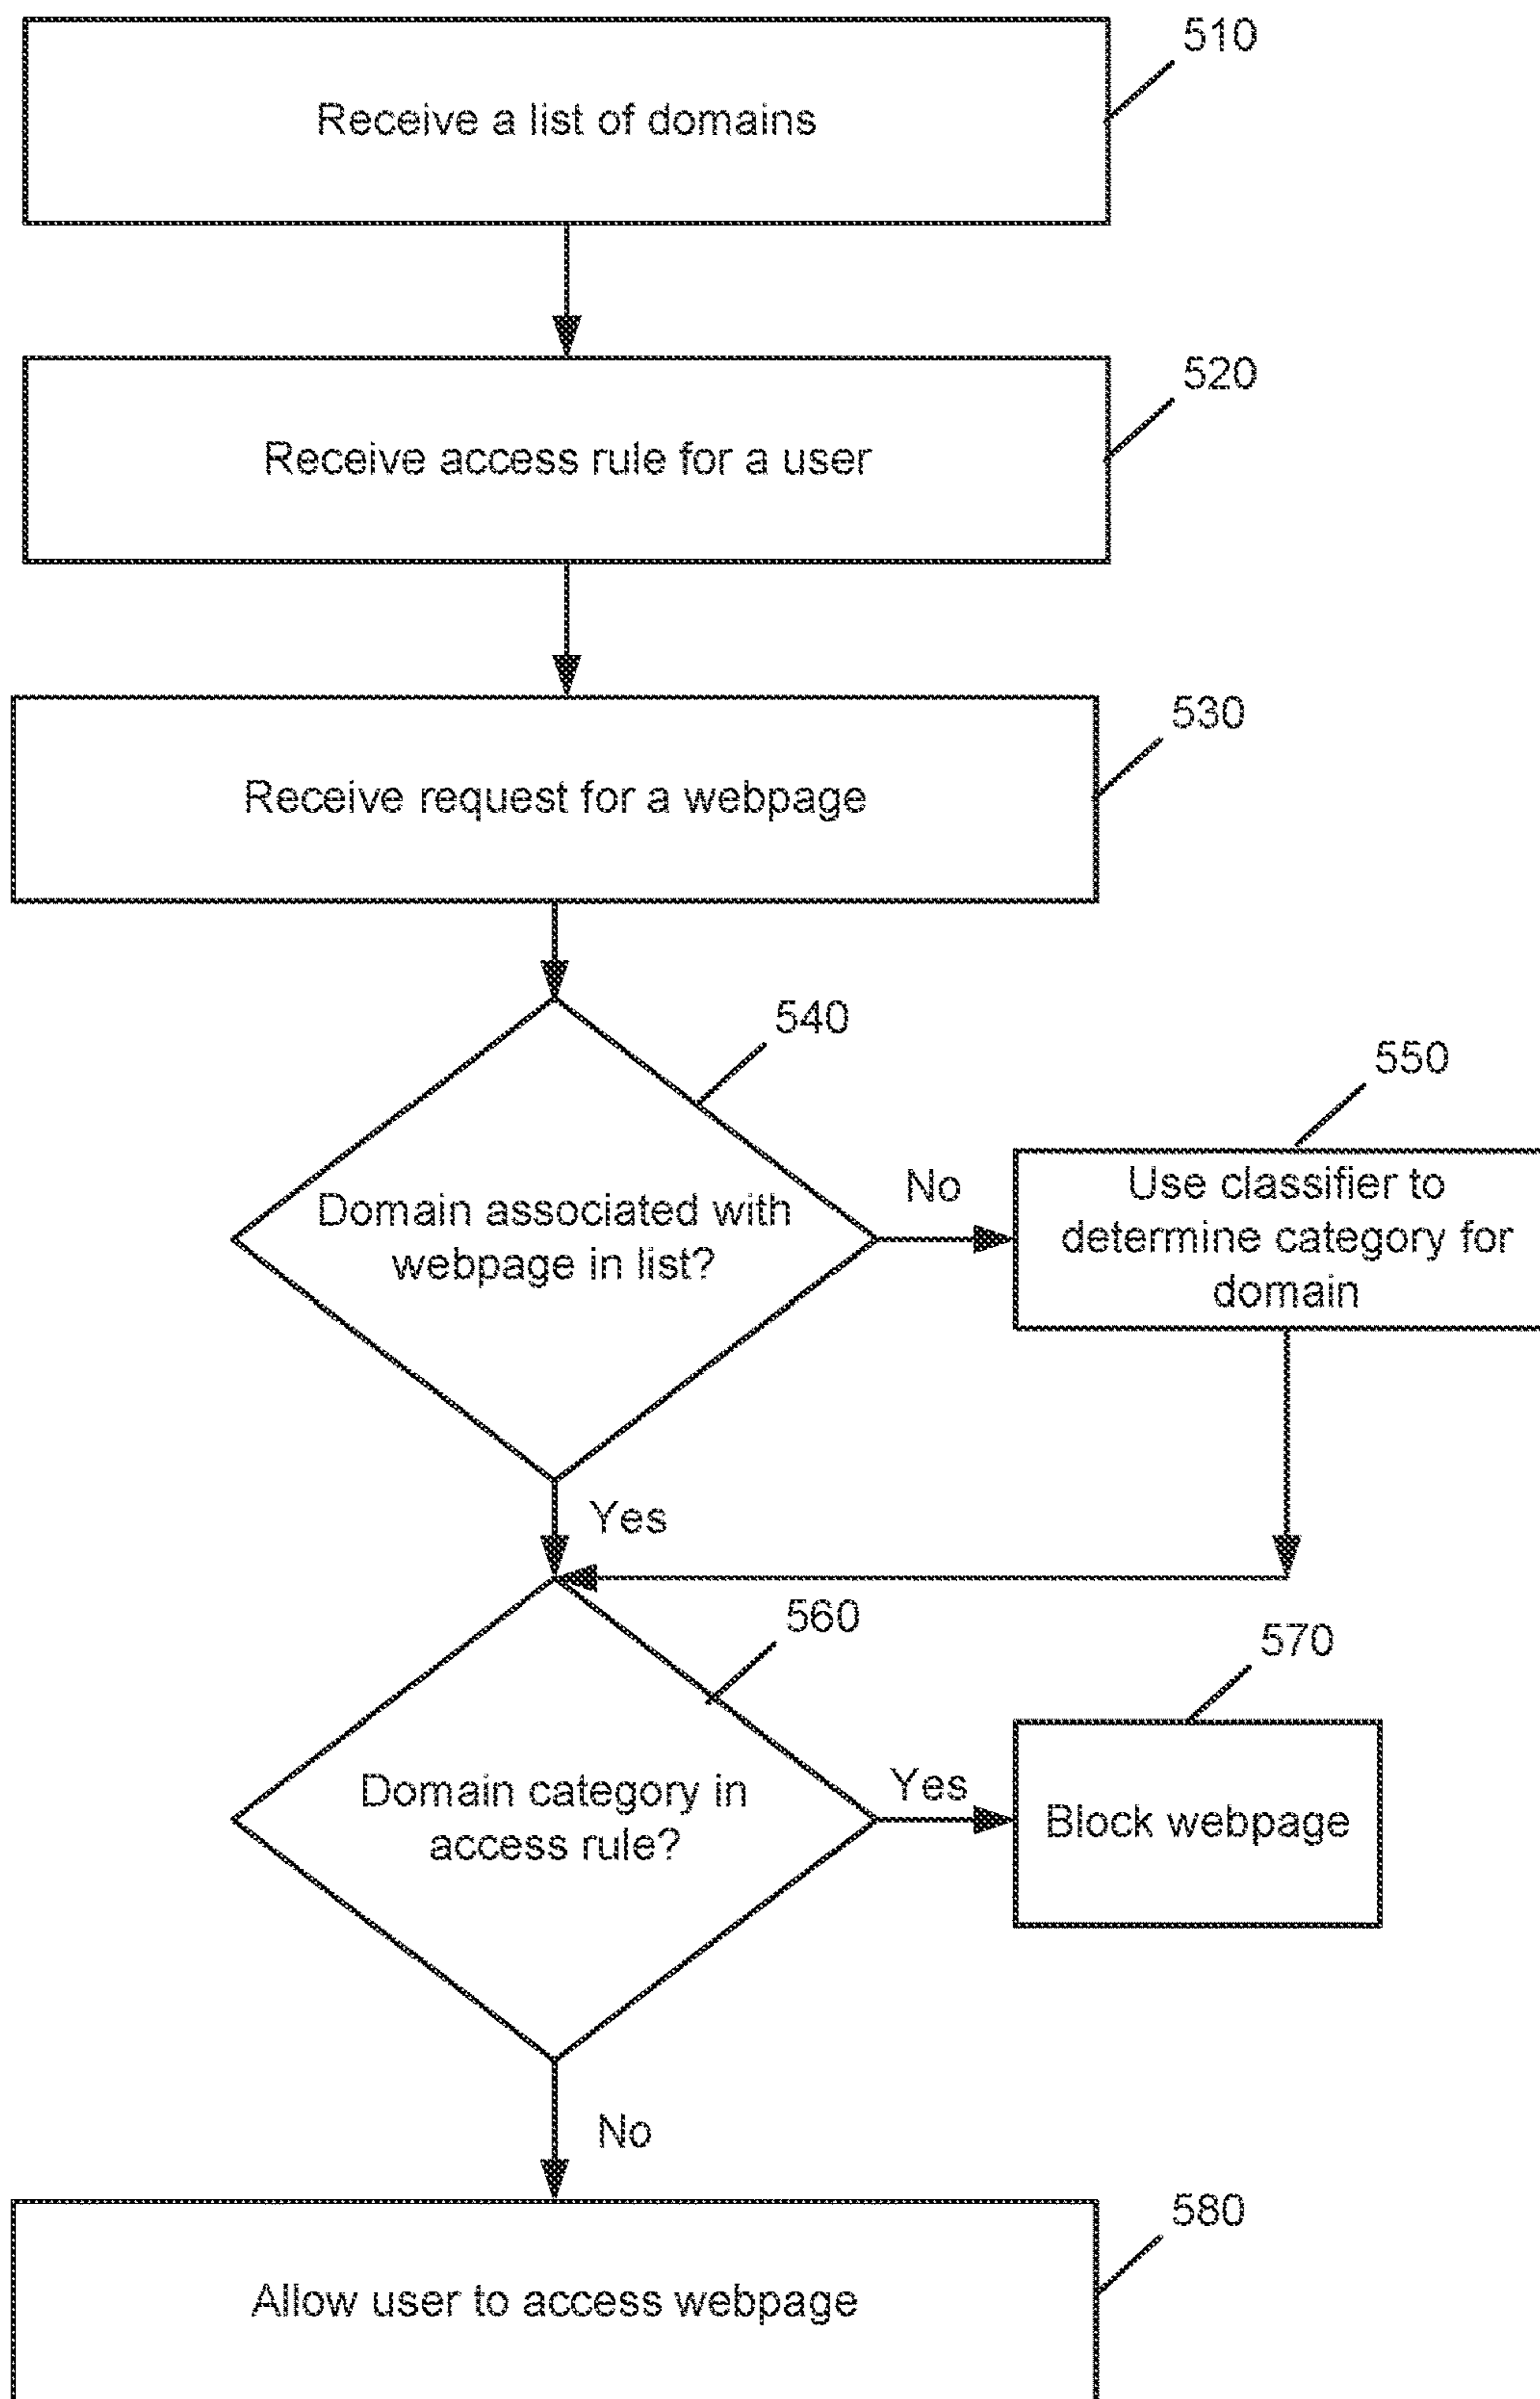 510
Receive a list of domains
520
Receive access rule for a user
530
Receive request for a webpage
540
Domain associated with
webpage in list?
No
550
Use classifier to
determine category for
domain
Yes
560
Domain category in
access rule?
Yes
570
Block webpage
No
580
Allow user to access webpage